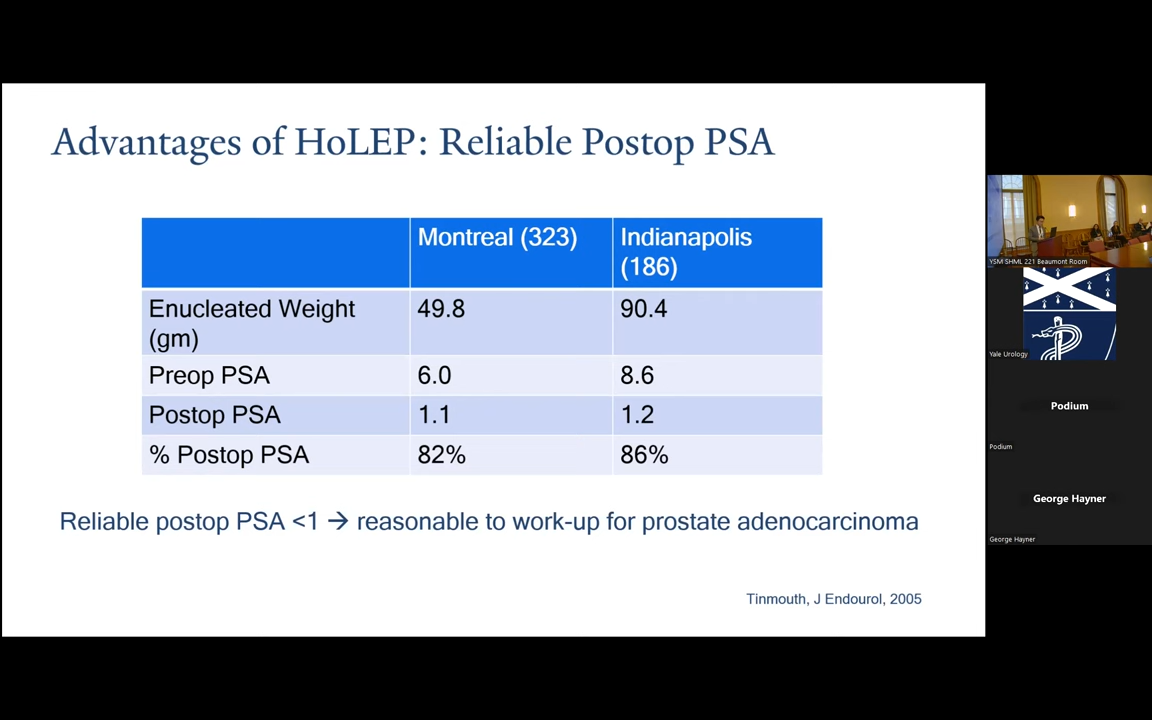 Advantages of HoLEP: Reliable Postop PSA
Montreal (323)
Indianapolis
(186)
Enucleated Weight
(gm)
49.8
90.4
Preop PSA
6.0
8.6
Postop PSA
1.1
1.2
% Postop PSA
82%
86%
Reliable postop PSA <1 → reasonable to work-up for prostate adenocarcinoma
Tinmouth, J Endourol, 2005
YSM SHML 221 Beaumont Room
Yale Urology
Podium
Podium
George Hayner
George Hayner